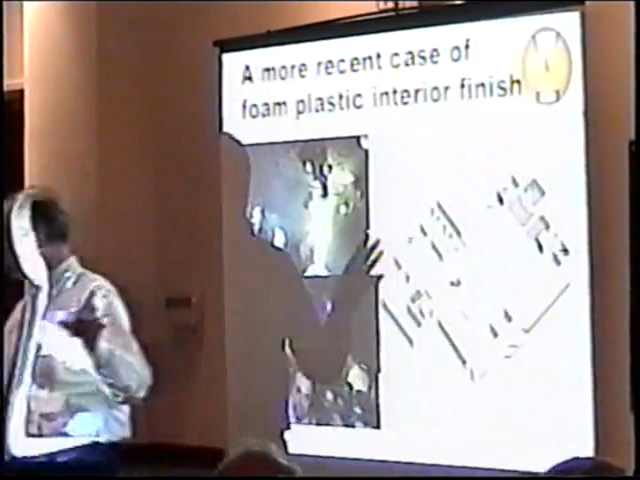 A more recent case of
foam plastic interior finish